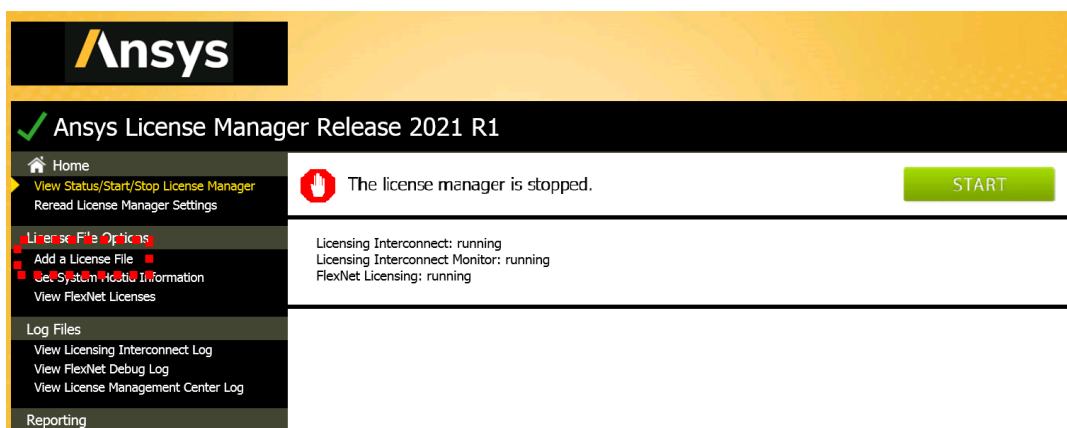 Ansys
Ansys License Manager Release 2021 R1
Home
View Status/Start/Stop License Manager
Reread License Manager Settings
The license manager is stopped.
START
License File Options
Add a License File
Get System Hostid Information
View FlexNet Licenses
Licensing Interconnect: running
Licensing Interconnect Monitor: running
FlexNet Licensing: running
Log Files
View Licensing Interconnect Log
View FlexNet Debug Log
View License Management Center Log
Reporting